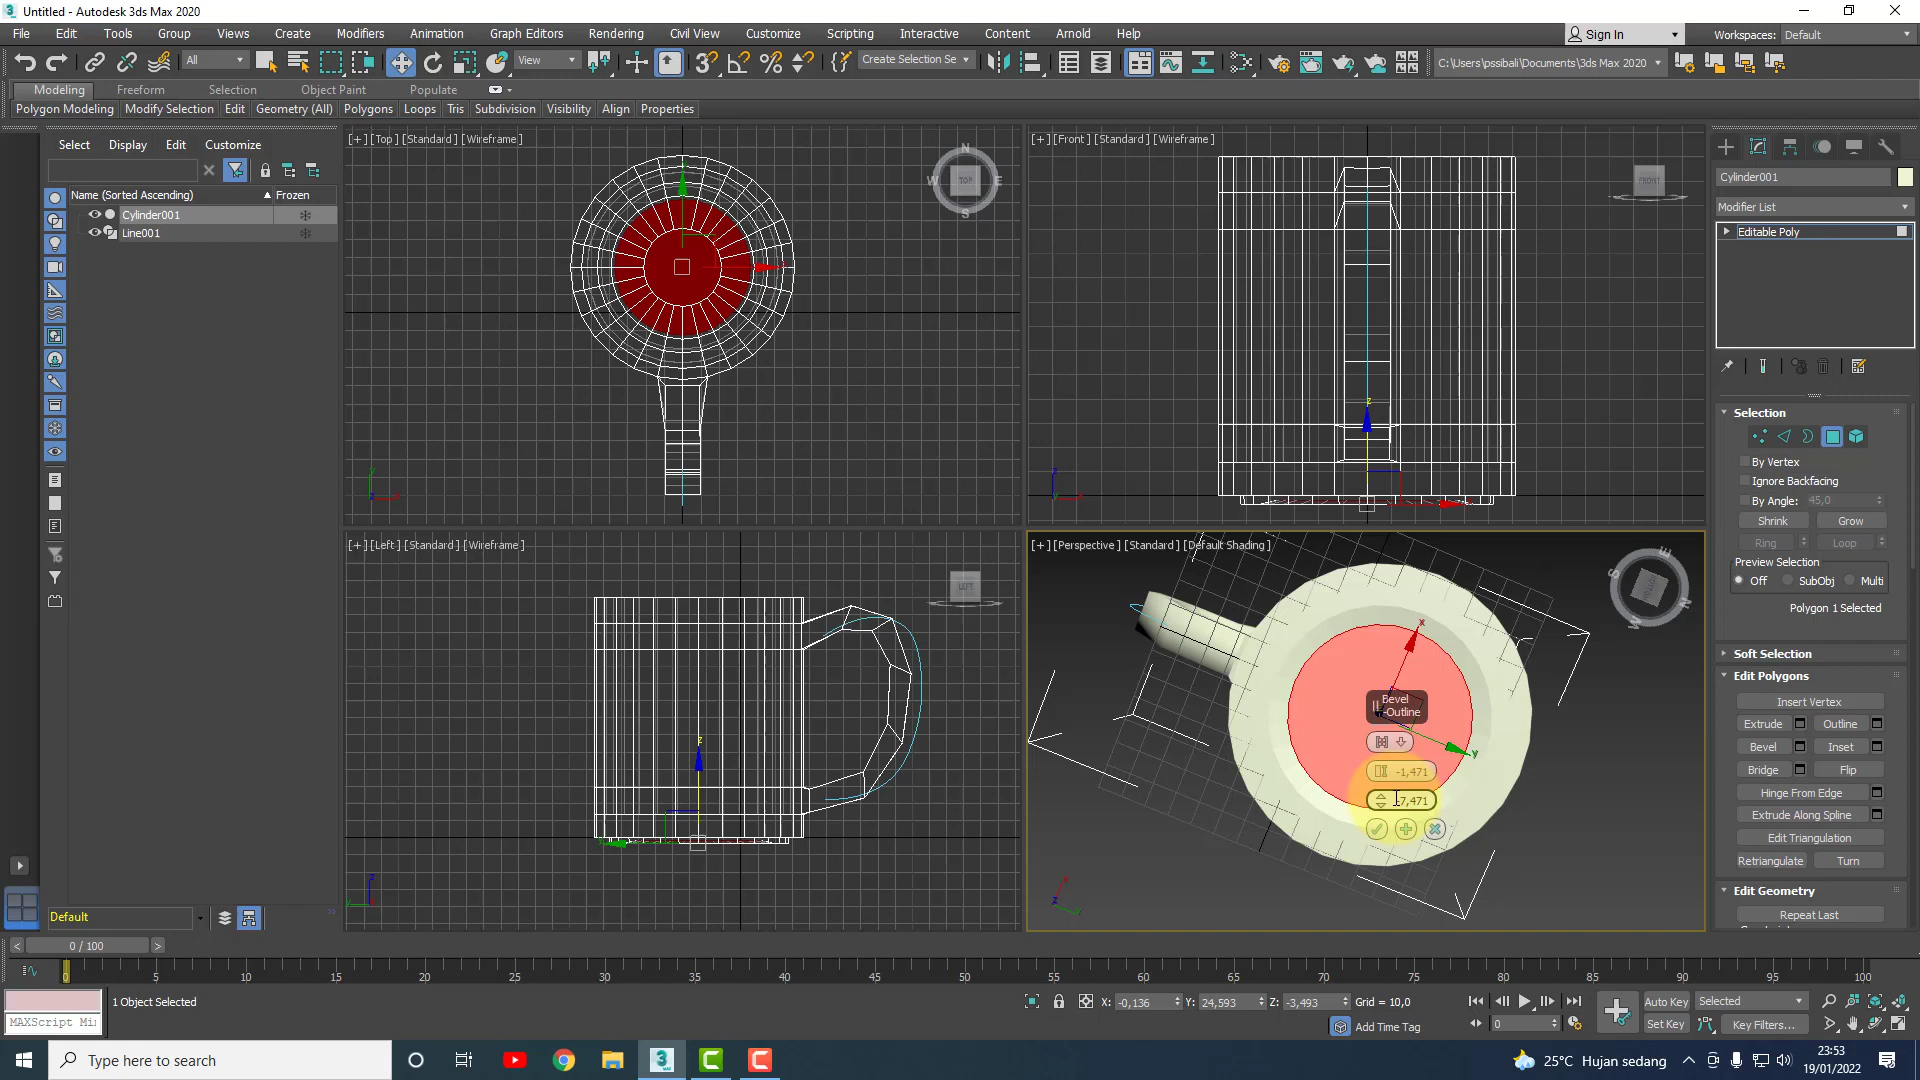 Untitled - Autodesk 3ds Max 2020
File Edit Tools Group Views Create Modifiers Animation Graph Editors Rendering Civil View Customize Scripting Interactive Content Arnold Help
Sign In
Workspaces: Default
All
View
Create Selection Se
C:\Users\pssibali\Documents\3ds Max 2020
Modeling Freeform Selection Object Paint Populate
Polygon Modeling Modify Selection Edit Geometry (All) Polygons Loops Tris Subdivision Visibility Align Properties
Select Display Edit Customize
Name (Sorted Ascending) Frozen
Cylinder001
Line001
Default
[+] [Top] [Standard] [Wireframe]
N
W TOP E
S
[+] [Front] [Standard] [Wireframe]
FRONT
[+] [Left] [Standard] [Wireframe]
LEFT
[+] [Perspective] [Standard] [Default Shading]
Bevel
-Outline
-1,471
-7,471
Cylinder001
Modifier List
Editable Poly
Selection
By Vertex
Ignore Backfacing
By Angle: 45,0
Shrink Grow
Ring Loop
Preview Selection
Off SubObj Multi
Polygon 1 Selected
Soft Selection
Edit Polygons
Insert Vertex
Extrude Outline
Bevel Inset
Bridge Flip
Hinge From Edge
Extrude Along Spline
Edit Triangulation
Retriangulate Turn
Edit Geometry
Repeat Last
0 / 100
0 5 10 15 20 25 30 35 40 45 50 55 60 65 70 75 80 85 90 95 100
1 Object Selected
MAXScript Mi
X: -0,136 Y: 24,593 Z: -3,493 Grid = 10,0
Add Time Tag
0
Auto Key Selected
Set Key Key Filters...
Type here to search
25°C Hujan sedang
23:53
19/01/2022